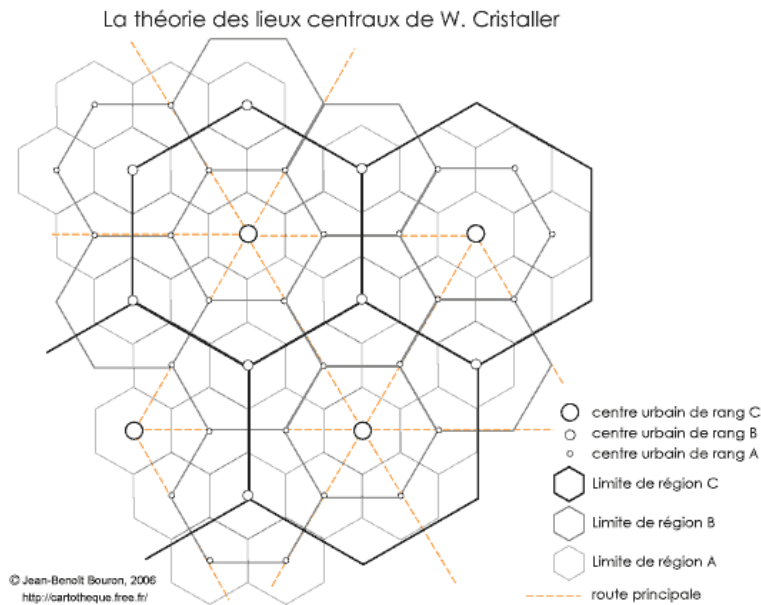 La théorie des lieux centraux de W. Cristaller
centre urbain de rang C
centre urbain de rang B
centre urbain de rang A
Limite de région C
Limite de région B
Limite de région A
route principale
© Jean-Benoît Bouron, 2006
http://cartotheque.free.fr/